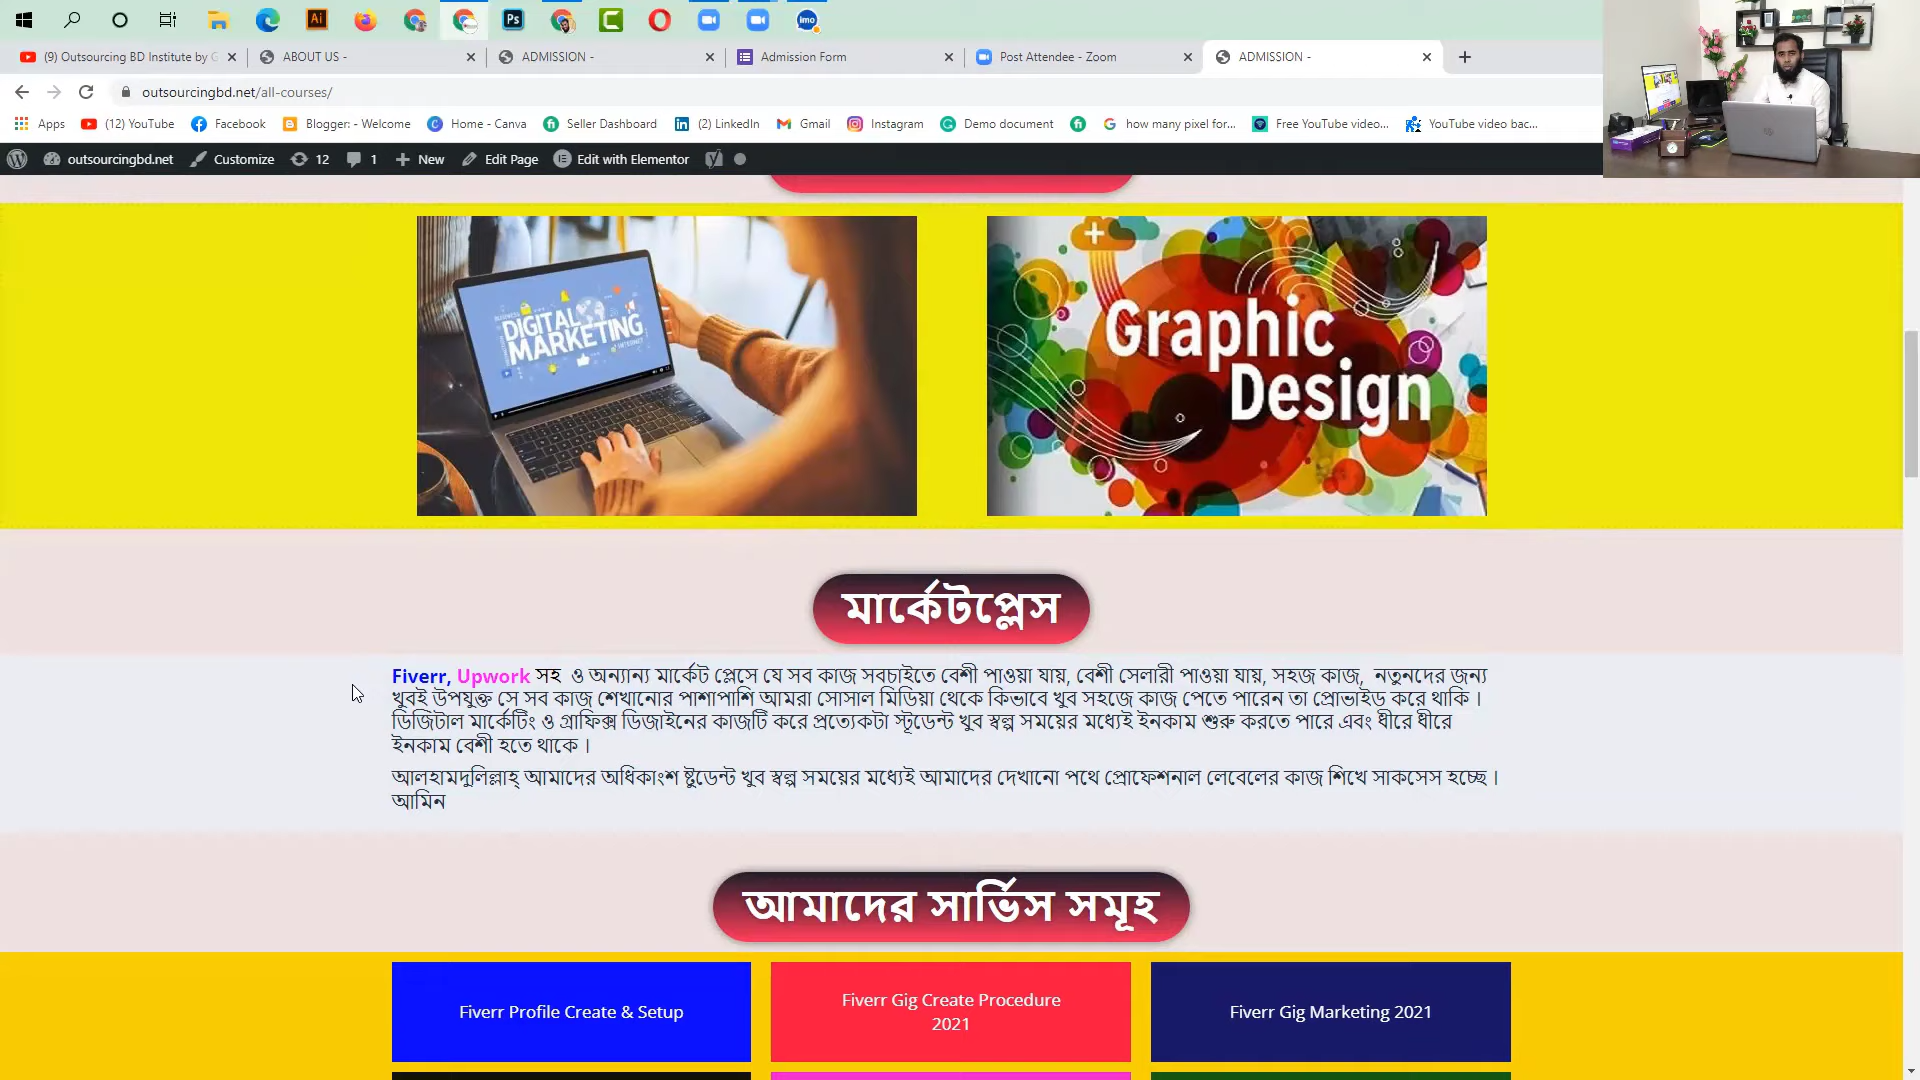 Ai
Ps
imo
(9) Outsourcing BD Institute by G
ABOUT US -
ADMISSION -
Admission Form
Post Attendee - Zoom
ADMISSION -
outsourcingbd.net/all-courses/
Apps
(12) YouTube
Facebook
Blogger: - Welcome
Home - Canva
Seller Dashboard
(2) LinkedIn
Gmail
Instagram
Demo document
how many pixel for...
Free YouTube video...
YouTube video bac...
outsourcingbd.net
Customize
12
1
New
Edit Page
Edit with Elementor
DIGITAL
MARKETING
Graphic
Design
মার্কেটপ্লেস
Fiverr, Upwork সহ ও অন্যান্য মার্কেট প্লেসে যে সব কাজ সবচাইতে বেশী পাওয়া যায়, বেশী সেলারী পাওয়া যায়, সহজ কাজ, নতুনদের জন্য
খুবই উপযুক্ত সে সব কাজ শেখানোর পাশাপাশি আমরা সোসাল মিডিয়া থেকে কিভাবে খুব সহজে কাজ পেতে পারেন তা প্রোভাইড করে থাকি ।
ডিজিটাল মার্কেটিং ও গ্রাফিক্স ডিজাইনের কাজটি করে প্রত্যেকটা স্টূডেন্ট খুব স্বল্প সময়ের মধ্যেই ইনকাম শুরু করতে পারে এবং ধীরে ধীরে
ইনকাম বেশী হতে থাকে ।
আলহামদুলিল্লাহ্ আমাদের অধিকাংশ ষ্টুডেন্ট খুব স্বল্প সময়ের মধ্যেই আমাদের দেখানো পথে প্রোফেশনাল লেবেলের কাজ শিখে সাকসেস হচ্ছে ।
আমিন
আমাদের সার্ভিস সমূহ
Fiverr Profile Create & Setup
Fiverr Gig Create Procedure
2021
Fiverr Gig Marketing 2021